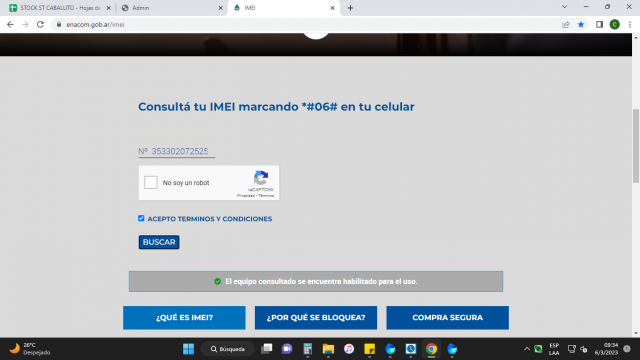 STOCK ST CABALLITO - Hojas de
Admin
IMEI
enacom.gob.ar/imei
C
Consultá tu IMEI marcando *#06# en tu celular
Nº 353302072525
No soy un robot
reCAPTCHA
Privacidad - Términos
ACEPTO TERMINOS Y CONDICIONES
BUSCAR
El equipo consultado se encuentra habilitado para el uso.
¿QUÉ ES IMEI?
¿POR QUÉ SE BLOQUEA?
COMPRA SEGURA
26°C
Despejado
Búsqueda
ESP
LAA
09:34
6/3/2023